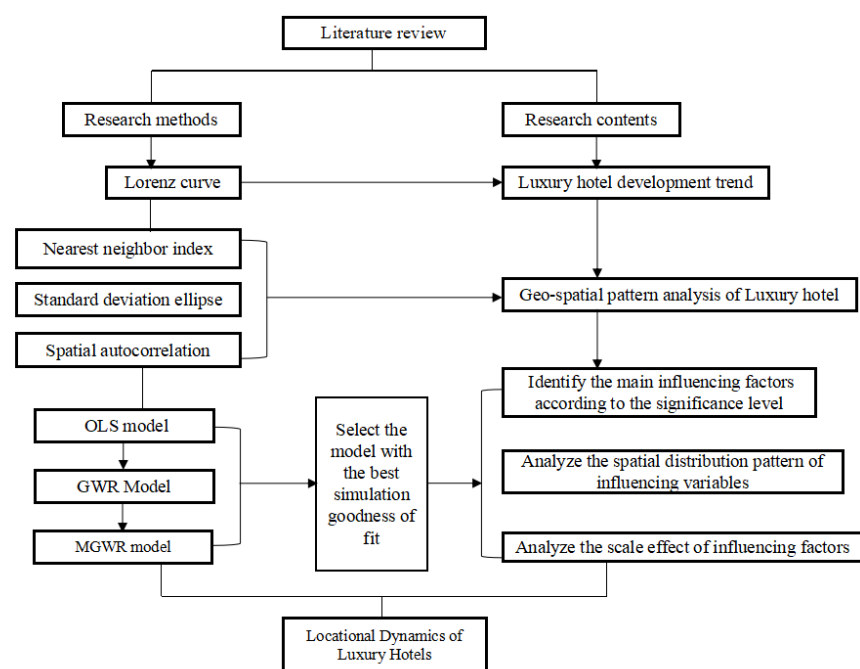 Literature review
Research methods
Research contents
Lorenz curve
Luxury hotel development trend
Nearest neighbor index
Standard deviation ellipse
Geo-spatial pattern analysis of Luxury hotel
Spatial autocorrelation
Identify the main influencing factors
according to the significance level
OLS model
GWR Model
MGWR model
Select the
model with
the best
simulation
goodness of
fit
Analyze the spatial distribution pattern of
influencing variables
Analyze the scale effect of influencing factors
Locational Dynamics of
Luxury Hotels